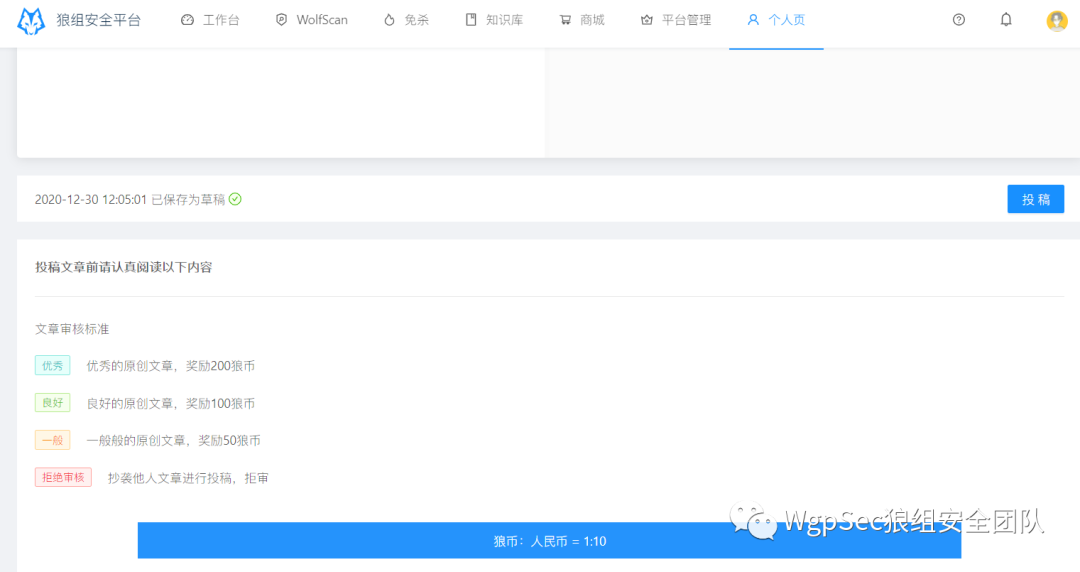 狼组安全平台 工作台 WolfScan 免杀 知识库 商城 平台管理 个人页
2020-12-30 12:05:01 已保存为草稿
投 稿
投稿文章前请认真阅读以下内容
文章审核标准
优秀 优秀的原创文章，奖励200狼币
良好 良好的原创文章，奖励100狼币
一般 一般般的原创文章，奖励50狼币
拒绝审核 抄袭他人文章进行投稿，拒审
WgpSec狼组安全团队
狼币：人民币 = 1:10